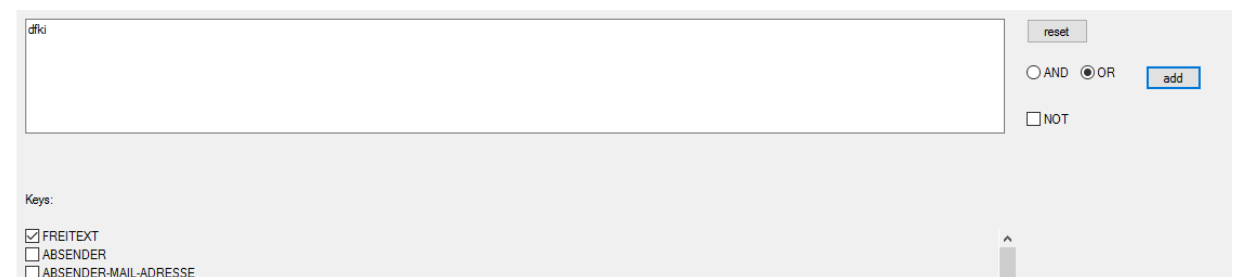 dfki
reset
AND OR
add
NOT
Keys:
FREITEXT
ABSENDER
ABSENDER-MAIL-ADRESSE